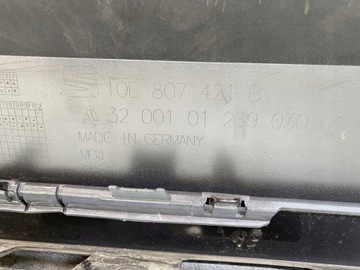 10E 807 421 B
32 001 01 239 030
MADE IN GERMANY